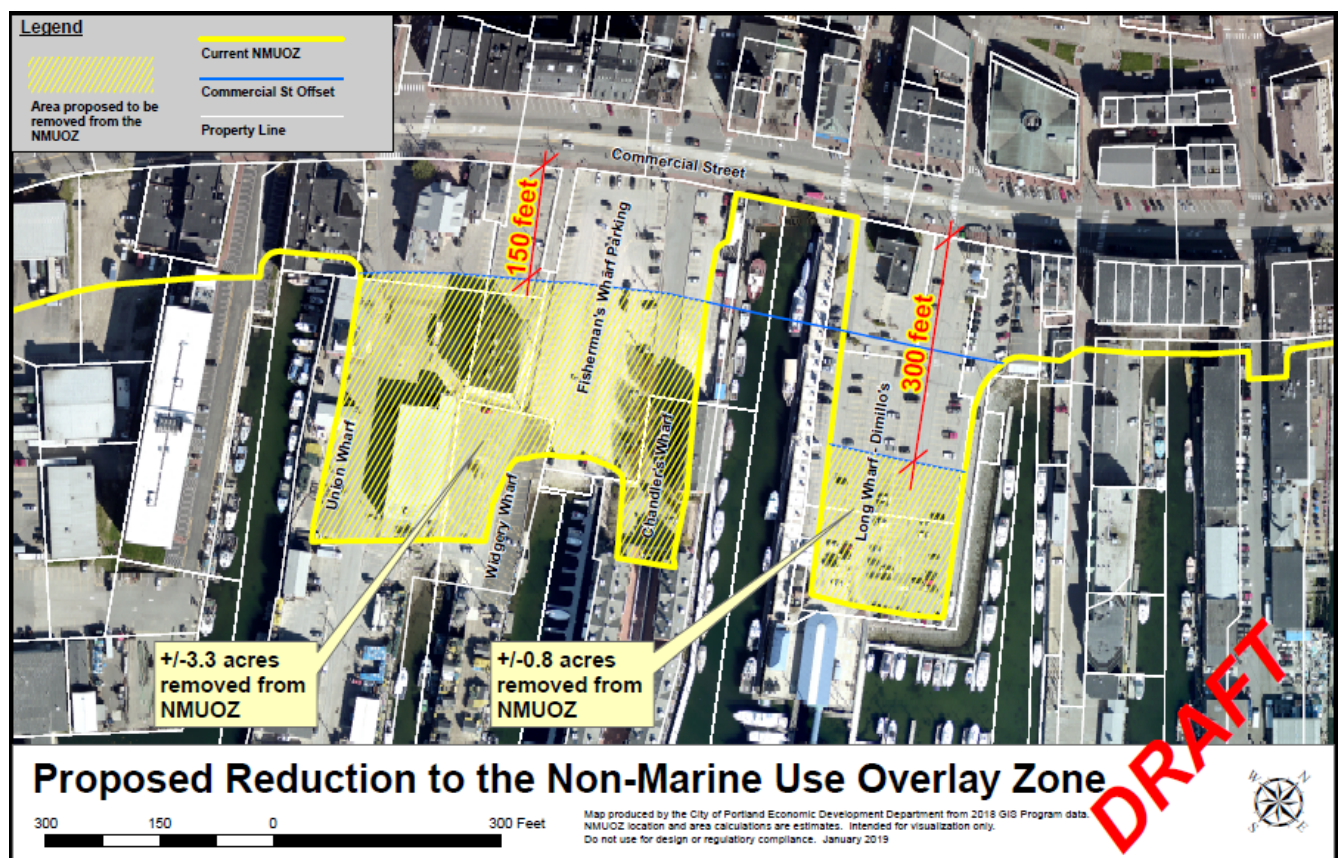 Legend
Current NMUOZ
Commercial St Offset
Area proposed to be
removed from the
NMUOZ
Property Line
Commercial Street
150 feet
Fisherman's Wharf Parking
300 feet
Union Wharf
Widgery Wharf
Chandler's Wharf
Long Wharf - Dimillo's
+/-3.3 acres
removed from
NMUOZ
+/-0.8 acres
removed from
NMUOZ
DRAFT
Proposed Reduction to the Non-Marine Use Overlay Zone
300 150 0 300 Feet
Map produced by the City of Portland Economic Development Department from 2018 GIS Program data.
NMUOZ location and area calculations are estimates. Intended for visualization only.
Do not use for design or regulatory compliance. January 2019
W N
S E